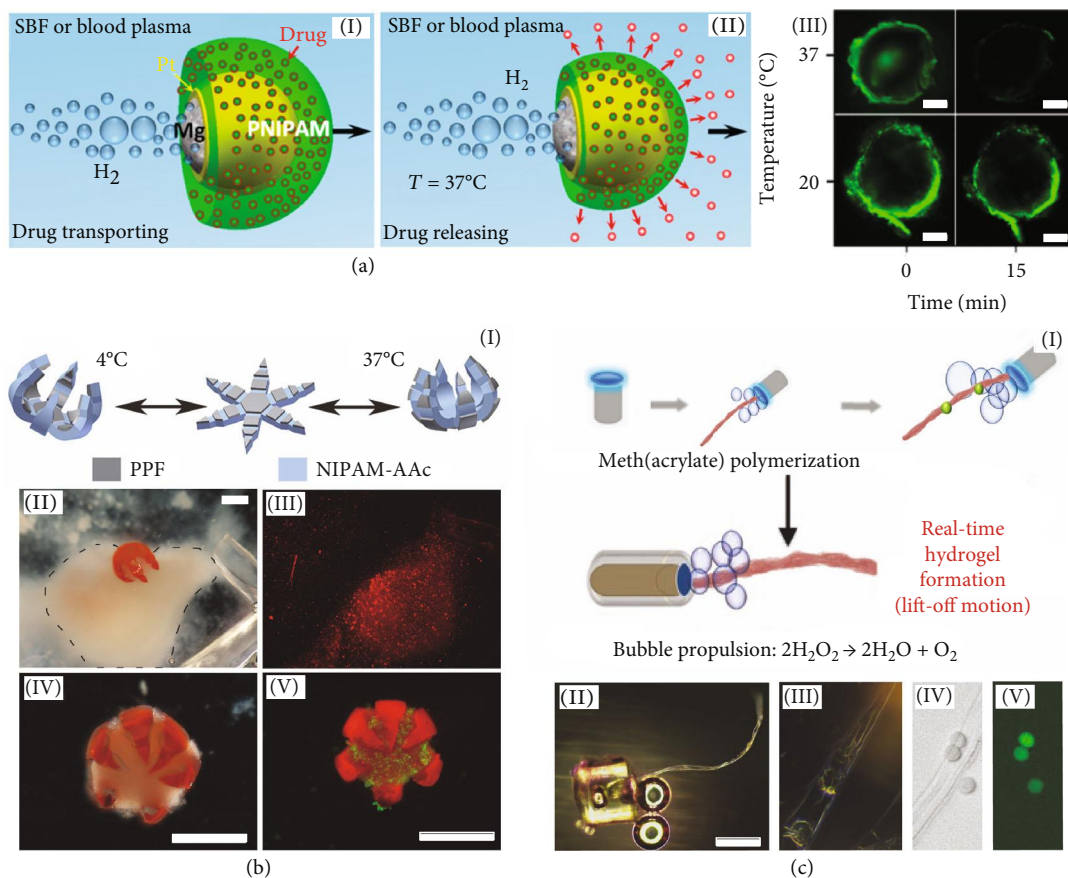 SBF or blood plasma
(I)
Drug
Pt
H₂
Mg
PNIPAM
Drug transporting
SBF or blood plasma
(II)
H₂
T = 37°C
Drug releasing
(III)
Temperature (°C)
37
20
0
15
Time (min)
(a)
(I)
4°C
37°C
PPF
NIPAM-AAc
(II)
(III)
(IV)
(V)
(b)
(I)
Meth(acrylate) polymerization
Real-time
hydrogel
formation
(lift-off motion)
Bubble propulsion: 2H₂O₂ → 2H₂O + O₂
(II)
(III)
(IV)
(V)
(c)